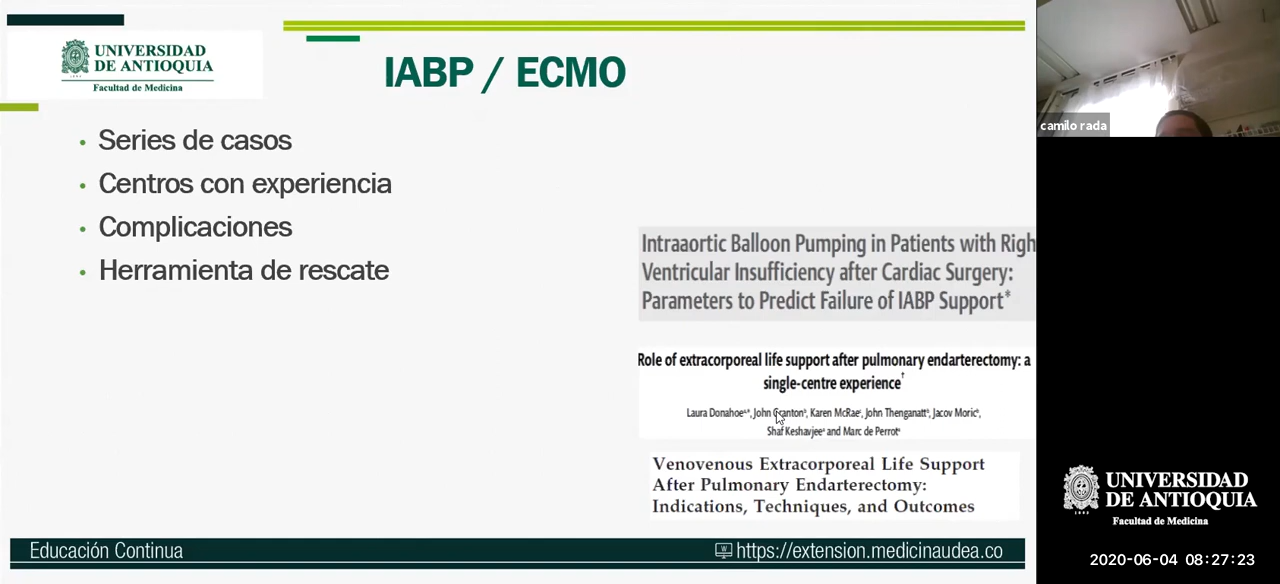 UNIVERSIDAD
DE ANTIOQUIA
1803
Facultad de Medicina
IABP / ECMO
• Series de casos
• Centros con experiencia
• Complicaciones
• Herramienta de rescate
Intraaortic Balloon Pumping in Patients with Righ
Ventricular Insufficiency after Cardiac Surgery:
Parameters to Predict Failure of IABP Support*
Role of extracorporeal life support after pulmonary endarterectomy: a
single-centre experience†
Laura Donahoe, John Granton, Karen McRae, John Thenganatt, Jacov Moric,
Shaf Keshavjee and Marc de Perrot
Venovenous Extracorporeal Life Support
After Pulmonary Endarterectomy:
Indications, Techniques, and Outcomes
Educación Continua
https://extension.medicinaudea.co
camilo rada
UNIVERSIDAD
DE ANTIOQUIA
1803
Facultad de Medicina
2020-06-04 08:27:23